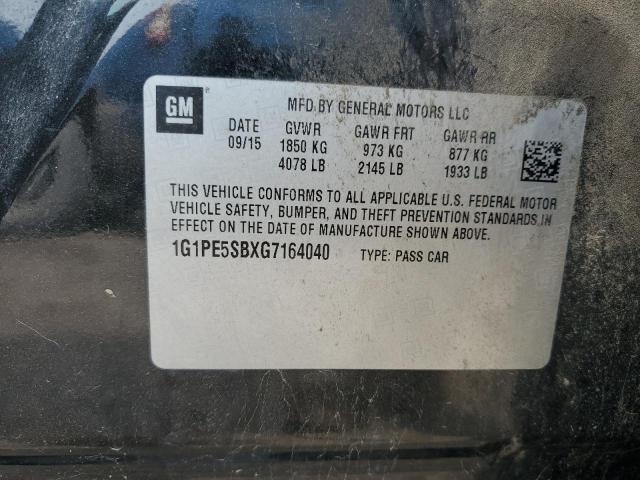 GM
MFD BY GENERAL MOTORS LLC
DATE GVWR GAWR FRT GAWR RR
09/15 1850 KG 973 KG 877 KG
4078 LB 2145 LB 1933 LB
THIS VEHICLE CONFORMS TO ALL APPLICABLE U.S. FEDERAL MOTOR
VEHICLE SAFETY, BUMPER, AND THEFT PREVENTION STANDARDS IN
EFFECT ON THE DATE OF MANUFACTURE SHOWN ABOVE.
1G1PE5SBXG7164040 TYPE: PASS CAR